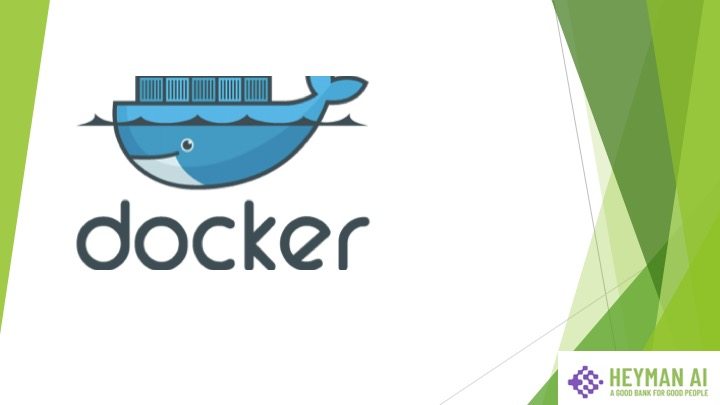 docker
HEYMAN AI
A GOOD BANK FOR GOOD PEOPLE